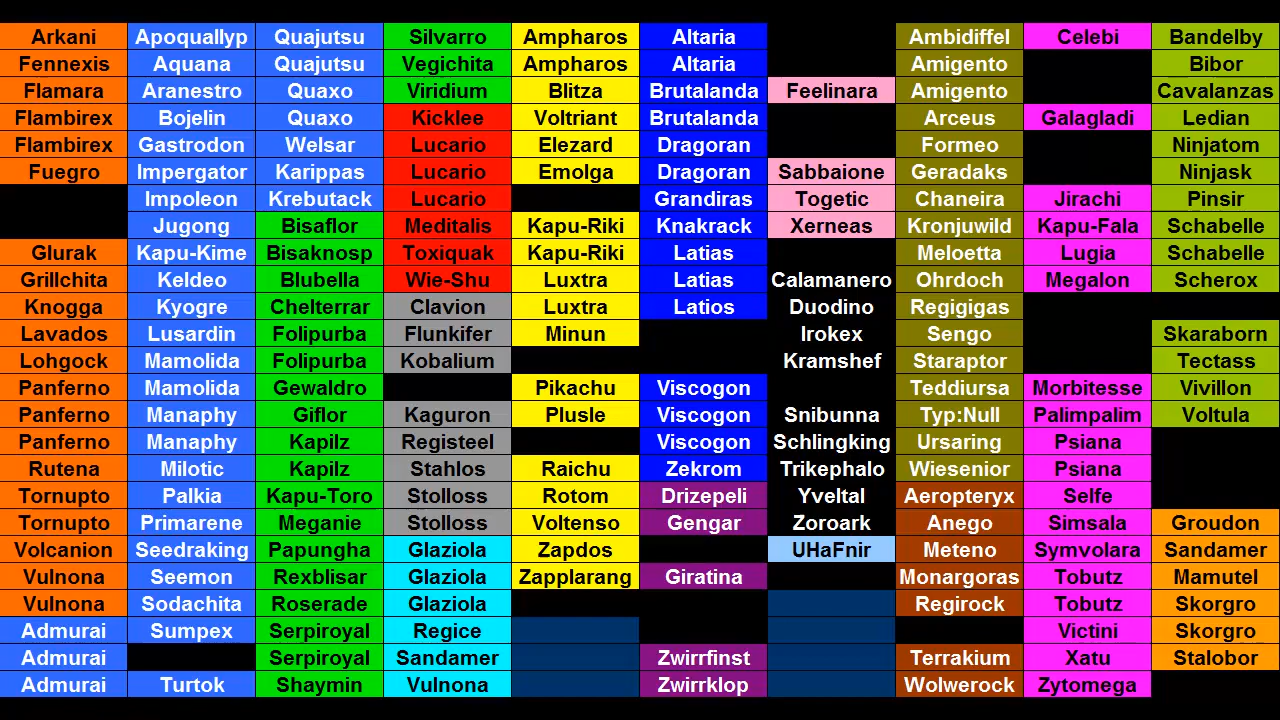 Arkani Apoquallyp Quajutsu Silvarro Ampharos Altaria Ambidiffel Celebi Bandelby
Fennexis Aquana Quajutsu Vegichita Ampharos Altaria Amigento Bibor
Flamara Aranestro Quaxo Viridium Blitza Brutalanda Feelinara Amigento Cavalanzas
Flambirex Bojelin Quaxo Kicklee Voltriant Brutalanda Arceus Galagladi Ledian
Flambirex Gastrodon Welsar Lucario Elezard Dragoran Formeo Ninjatom
Fuegro Impergator Karippas Lucario Emolga Dragoran Sabbaione Geradaks Ninjask
Impoleon Krebutack Lucario Grandiras Togetic Chaneira Jirachi Pinsir
Jugong Bisaflor Meditalis Kapu-Riki Knakrack Xerneas Kronjuwild Kapu-Fala Schabelle
Glurak Kapu-Kime Bisaknosp Toxiquak Kapu-Riki Latias Meloetta Lugia Schabelle
Grillchita Keldeo Blubella Wie-Shu Luxtra Latias Calamanero Ohrdoch Megalon Scherox
Knogga Kyogre Chelterrar Clavion Luxtra Latios Duodino Regigigas
Lavados Lusardin Folipurba Flunkifer Minun Irokex Sengo Skaraborn
Lohgock Mamolida Folipurba Kobalium Kramshef Staraptor Tectass
Panferno Mamolida Gewaldro Pikachu Viscogon Teddiursa Morbitesse Vivillon
Panferno Manaphy Giflor Kaguron Plusle Viscogon Snibunna Typ:Null Palimpalim Voltula
Panferno Manaphy Kapilz Registeel Viscogon Schlingking Ursaring Psiana
Rutena Milotic Kapilz Stahlos Raichu Zekrom Trikephalo Wiesenior Psiana
Tornupto Palkia Kapu-Toro Stolloss Rotom Drizepeli Yveltal Aeropteryx Selfe
Tornupto Primarene Meganie Stolloss Voltenso Gengar Zoroark Anego Simsala Groudon
Volcanion Seedraking Papungha Glaziola Zapdos UHaFnir Meteno Symvolara Sandamer
Vulnona Seemon Rexblisar Glaziola Zapplarang Giratina Monargoras Tobutz Mamutel
Vulnona Sodachita Roserade Glaziola Regirock Tobutz Skorgro
Admurai Sumpex Serpiroyal Regice Victini Skorgro
Admurai Serpiroyal Sandamer Zwirrfinst Terrakium Xatu Stalobor
Admurai Turtok Shaymin Vulnona Zwirrklop Wolwerock Zytomega